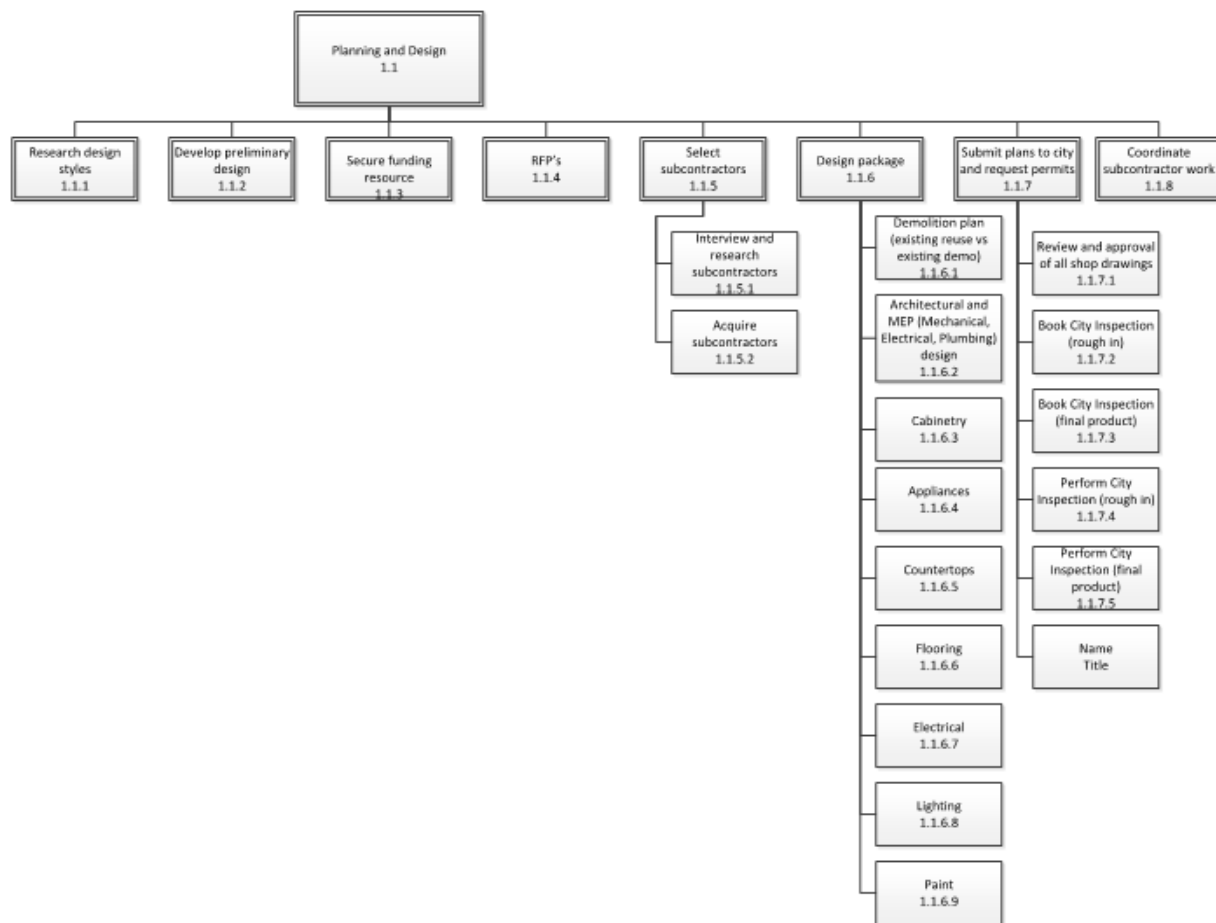 Planning and Design
1.1
Research design
styles
1.1.1
Develop preliminary
design
1.1.2
Secure funding
resource
1.1.3
RFP's
1.1.4
Select
subcontractors
1.1.5
Design package
1.1.6
Submit plans to city
and request permits
1.1.7
Coordinate
subcontractor work
1.1.8
Interview and
research
subcontractors
1.1.5.1
Acquire
subcontractors
1.1.5.2
Demolition plan
(existing reuse vs
existing demo)
1.1.6.1
Architectural and
MEP (Mechanical,
Electrical, Plumbing)
design
1.1.6.2
Cabinetry
1.1.6.3
Appliances
1.1.6.4
Countertops
1.1.6.5
Flooring
1.1.6.6
Electrical
1.1.6.7
Lighting
1.1.6.8
Paint
1.1.6.9
Review and approval
of all shop drawings
1.1.7.1
Book City Inspection
(rough in)
1.1.7.2
Book City Inspection
(final product)
1.1.7.3
Perform City
Inspection (rough in)
1.1.7.4
Perform City
Inspection (final
product)
1.1.7.5
Name
Title